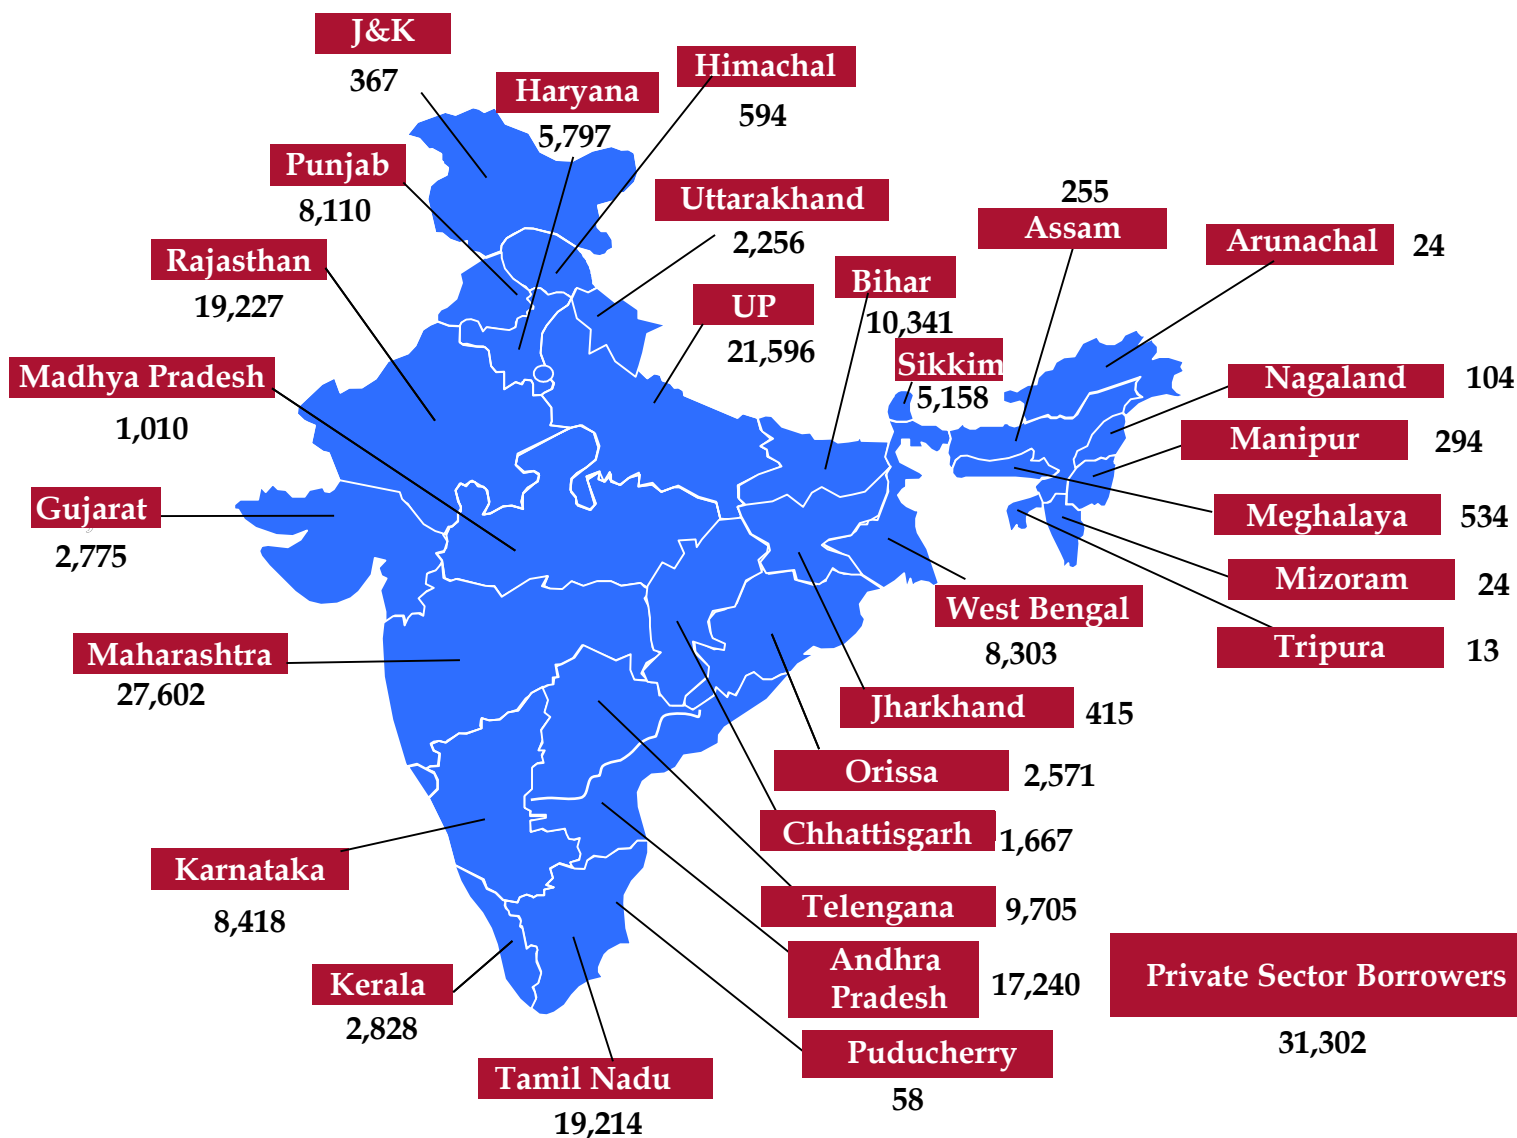 J&K
367
Himachal
594
Haryana
5,797
Punjab
8,110
Uttarakhand
2,256
255
Assam
Arunachal 24
Rajasthan
19,227
Bihar
10,341
UP
21,596
Sikkim
5,158
Madhya Pradesh
1,010
Nagaland 104
Manipur 294
Gujarat
2,775
Meghalaya 534
Mizoram 24
West Bengal
8,303
Tripura 13
Maharashtra
27,602
Jharkhand 415
Orissa 2,571
Chhattisgarh 1,667
Karnataka
8,418
Telengana 9,705
Andhra
Pradesh 17,240
Private Sector Borrowers
31,302
Kerala
2,828
Puducherry
58
Tamil Nadu
19,214